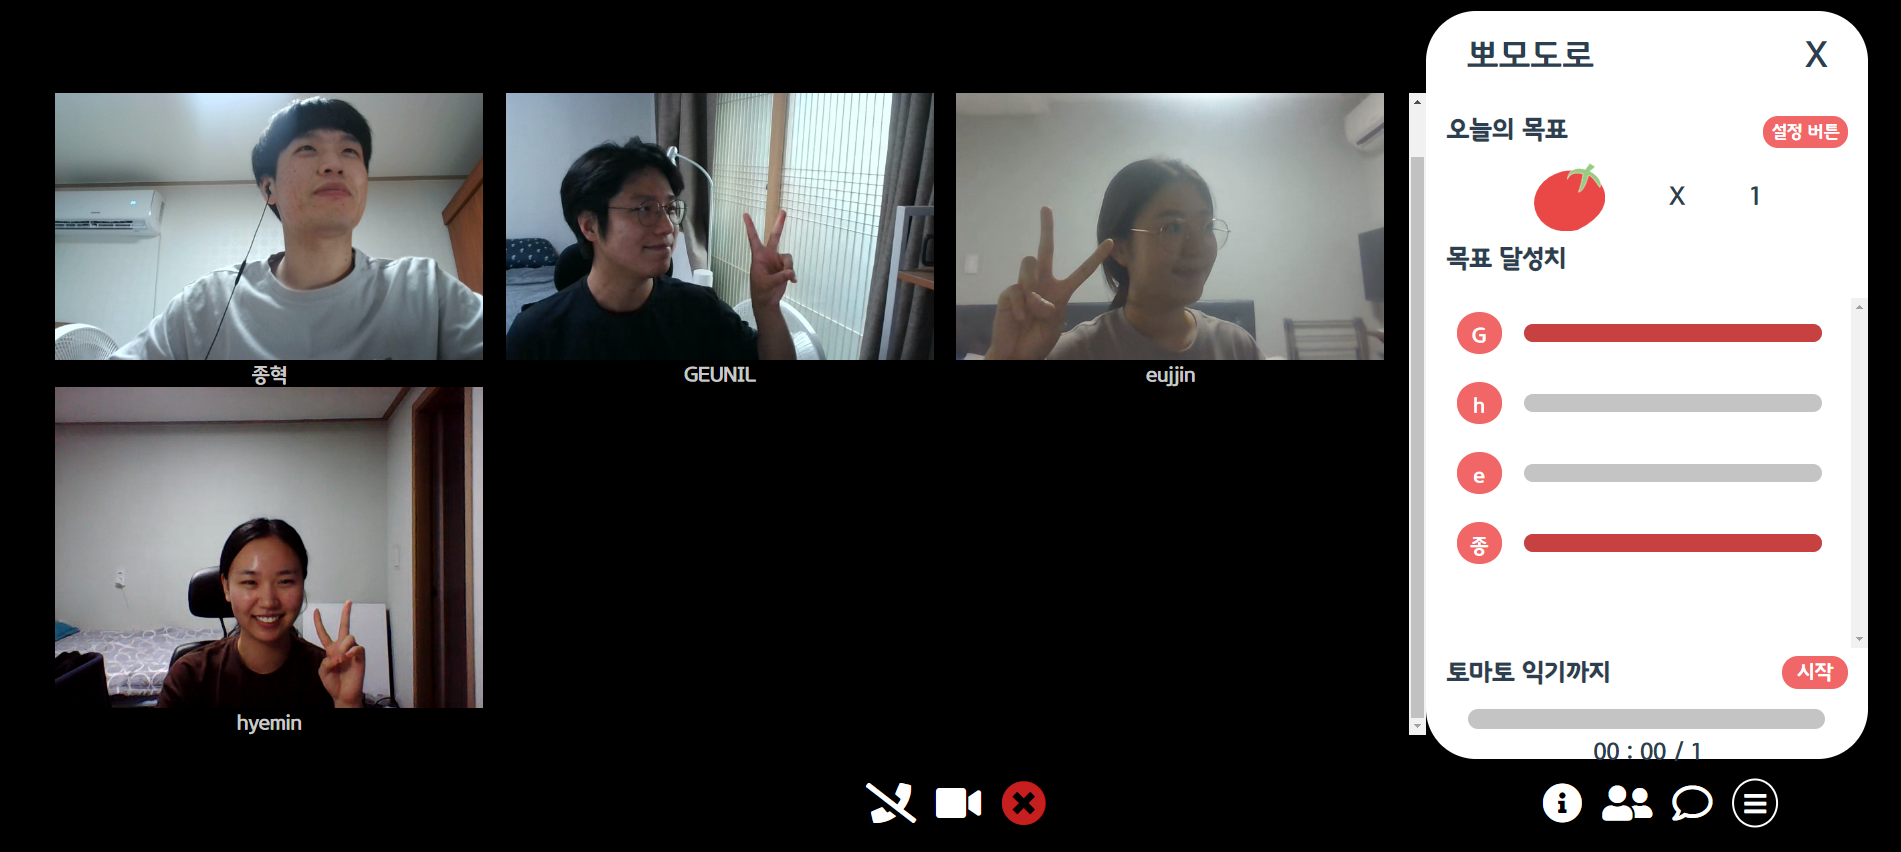 종혁
GEUNIL
eujjin
hyemin
뽀모도로 X
오늘의 목표 설정 버튼
X 1
목표 달성치
G
h
e
종
토마토 익기까지 시작
00 : 00 / 1